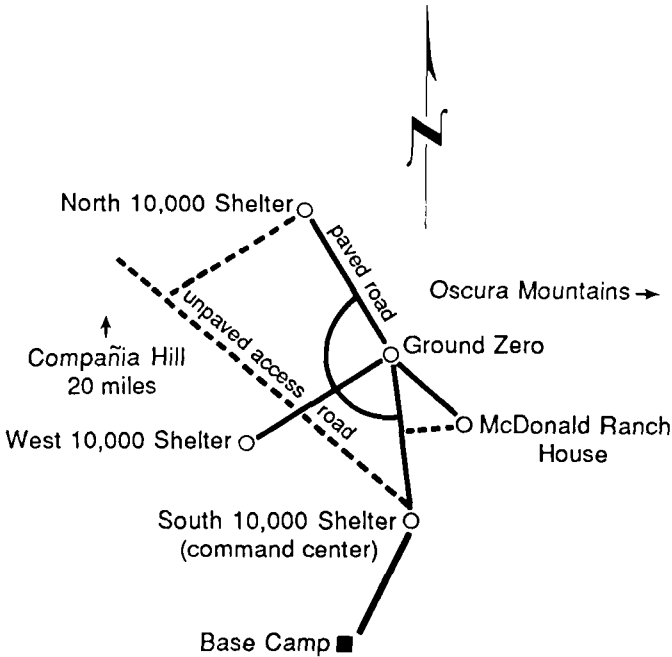 N
North 10,000 Shelter
paved road
unpaved access road
Oscura Mountains →
Compañia Hill
20 miles
Ground Zero
West 10,000 Shelter
McDonald Ranch
House
South 10,000 Shelter
(command center)
Base Camp